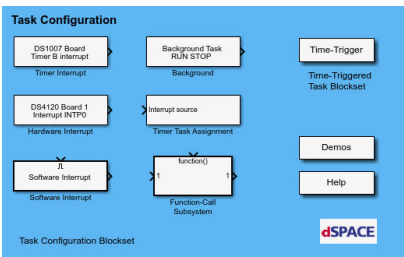 Task Configuration
DS1007 Board
Timer B interrupt
Timer Interrupt
Background Task
RUN STOP
Background
Time-Trigger
Time-Triggered
Task Blockset
DS4120 Board 1
Interrupt INTP0
Hardware Interrupt
Interrupt source
Timer Task Assignment
Software Interrupt
Software Interrupt
function()
1 1
Function-Call
Subsystem
Demos
Help
dSPACE
Task Configuration Blockset